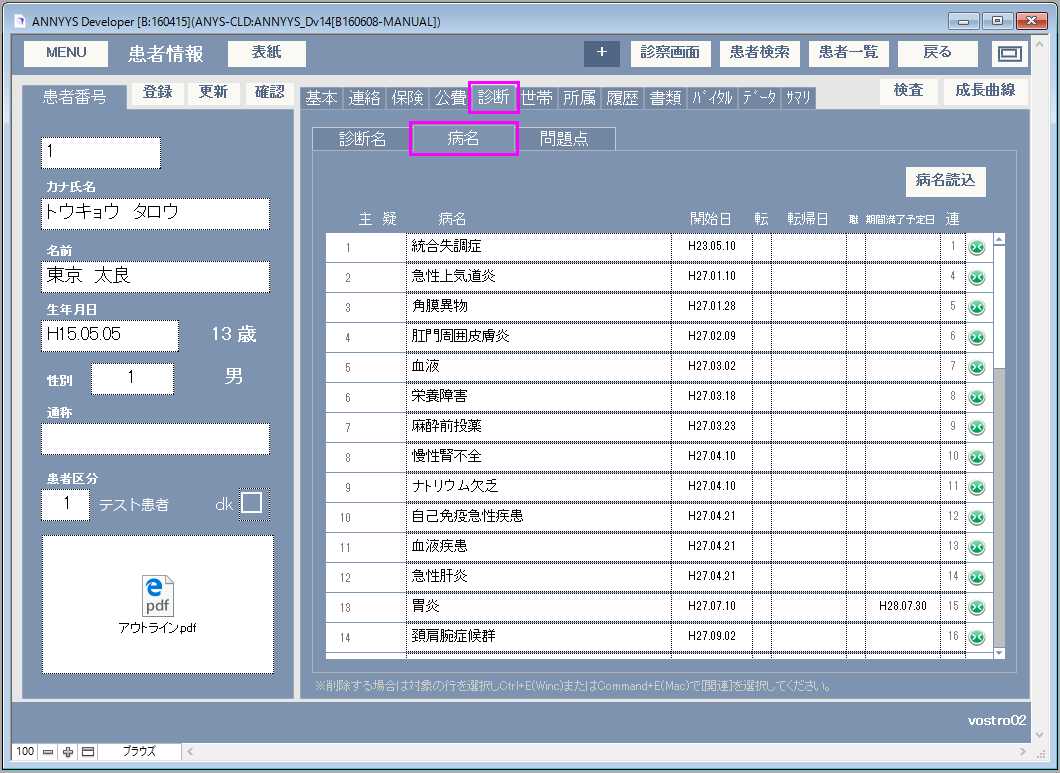 ANNYYS Developer [B:160415](ANYS-CLD:ANNYYS_Dv14[B160608-MANUAL])
MENU 患者情報 表紙 + 診察画面 患者検索 患者一覧 戻る
患者番号 登録 更新 確認 基本 連絡 保険 公費 診断 世帯 所属 履歴 書類 バイタル データ サマリ 検査 成長曲線
診断名 病名 問題点
1
病名読込
カナ氏名
トウキョウ タロウ
名前
東京 太良
生年月日
H15.05.05 13 歳
性別 1 男
通称
患者区分
1 テスト患者 dk
pdf
アウトライン.pdf
主 疑 病名 開始日 転 転帰日 職 期間満了予定日 連
1 統合失調症 H23.05.10 1
2 急性上気道炎 H27.01.10 4
3 角膜異物 H27.01.28 5
4 肛門周囲皮膚炎 H27.02.09 6
5 血液 H27.03.02 7
6 栄養障害 H27.03.18 8
7 麻酔前投薬 H27.03.23 9
8 慢性腎不全 H27.04.10 10
9 ナトリウム欠乏 H27.04.10 11
10 自己免疫急性疾患 H27.04.21 12
11 血液疾患 H27.04.21 13
12 急性肝炎 H27.04.21 14
13 胃炎 H27.07.10 H28.07.30 15
14 頚肩腕症候群 H27.09.02 16
※削除する場合は対象の行を選択しCtrl+E(Winc)またはCommand+E(Mac)で[関連]を選択してください。
vostro02
100 ブラウズ